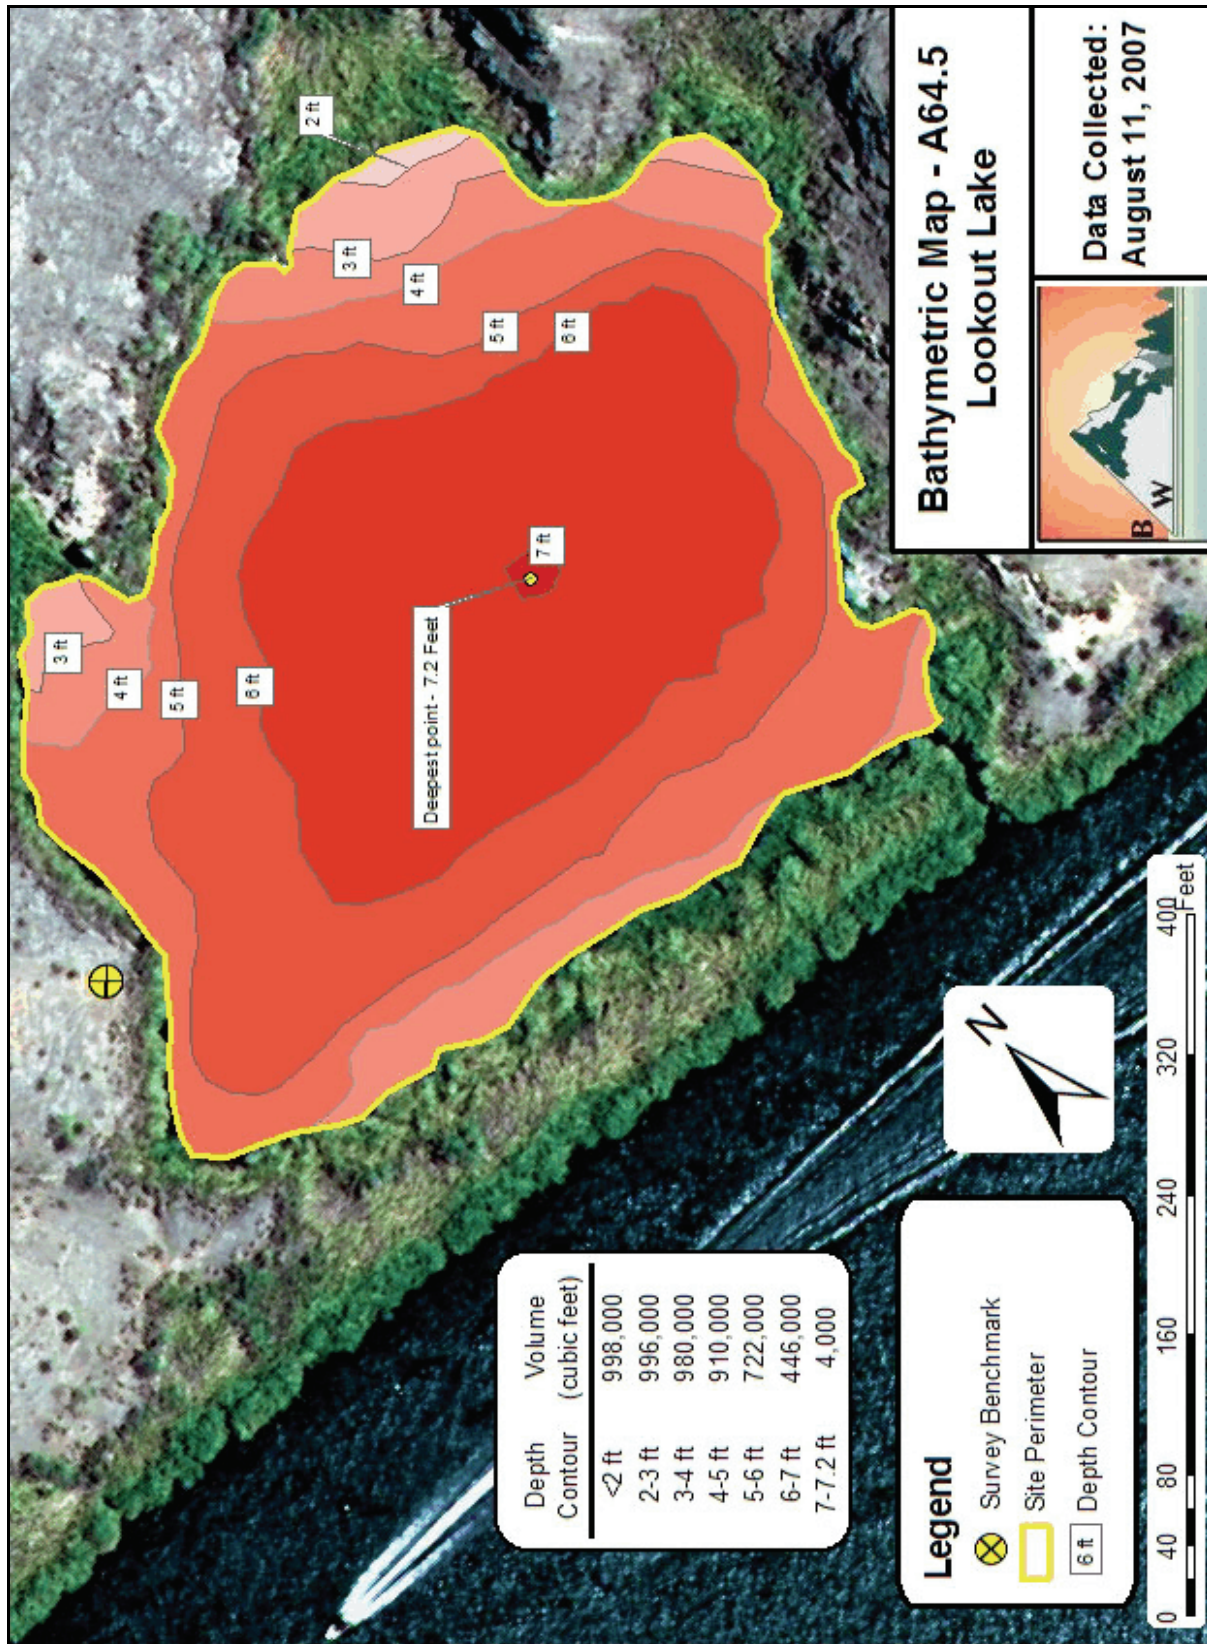 Bathymetric Map - A64.5
Lookout Lake
Data Collected:
August 11, 2007
B W
2 ft
3 ft
4 ft
5 ft
6 ft
7 ft
Deepest point - 7.2 Feet
3 ft
4 ft
5 ft
6 ft
Depth Contour Volume (cubic feet)
<2 ft 998,000
2-3 ft 996,000
3-4 ft 980,000
4-5 ft 910,000
5-6 ft 722,000
6-7 ft 446,000
7-7.2 ft 4,000
Legend
Survey Benchmark
Site Perimeter
6 ft Depth Contour
N
0 40 80 160 240 320 400
Feet